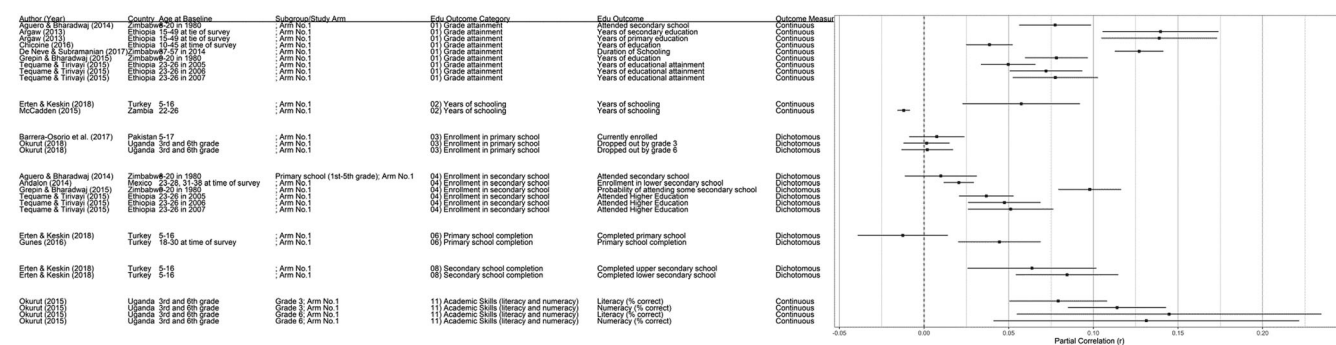 Author (Year) Country Age at Baseline Subgroup/Study Arm Edu Outcome Category Edu Outcome Outcome Measur
Aguero & Bharadwaj (2014) Zimbabwe 6-20 in 1980 ; Arm No.1 01) Grade attainment Attended secondary school Continuous
Argaw (2013) Ethiopia 15-49 at tie of survey ; Arm No.1 01) Grade attainment Years of secondary education Continuous
Argaw (2013) Ethiopia 15-49 at tie of survey ; Arm No.1 01) Grade attainment Years of primary education Continuous
Chicoine (2016) Ethiopia 10-45 at time of survey ; Arm No.1 01) Grade attainment Years of education Continuous
De Neve & Subramanian (2017) Zimbabwe 37-57 in 2014 ; Arm No.1 01) Grade attainment Duration of Schooling Continuous
Grepin & Bharadwaj (2015) Zimbabwe 6-20 in 1980 ; Arm No.1 01) Grade attainment Years of education Continuous
Tequame & Tirivayi (2015) Ethiopia 23-26 in 2005 ; Arm No.1 01) Grade attainment Years of educational attainment Continuous
Tequame & Tirivayi (2015) Ethiopia 23-26 in 2006 ; Arm No.1 01) Grade attainment Years of educational attainment Continuous
Tequame & Tirivayi (2015) Ethiopia 23-26 in 2007 ; Arm No.1 01) Grade attainment Years of educational attainment Continuous
Erten & Keskin (2018) Turkey 5-16 ; Arm No.1 02) Years of schooling Years of schooling Continuous
McCadden (2015) Zambia 22-26 ; Arm No.1 02) Years of schooling Years of schooling Continuous
Barrera-Osorio et al. (2017) Pakistan 5-17 ; Arm No.1 03) Enrollment in primary school Currently enrolled Dichotomous
Okurut (2018) Uganda 3rd and 6th grade ; Arm No.1 03) Enrollment in primary school Dropped out by grade 3 Dichotomous
Okurut (2018) Uganda 3rd and 6th grade ; Arm No.1 03) Enrollment in primary school Dropped out by grade 6 Dichotomous
Aguero & Bharadwaj (2014) Zimbabwe 6-20 in 1980 Primary school (1st-5th grade); Arm No.1 04) Enrollment in secondary school Attended secondary school Dichotomous
Andalon (2014) Mexico 23-28, 31-38 at time of survey ; Arm No.1 04) Enrollment in secondary school Enrollment in lower secondary school Dichotomous
Grepin & Bharadwaj (2015) Zimbabwe 6-20 in 1980 ; Arm No.1 04) Enrollment in secondary school Probability of attending some secondary school Dichotomous
Tequame & Tirivayi (2015) Ethiopia 23-26 in 2005 ; Arm No.1 04) Enrollment in secondary school Attended Higher Education Dichotomous
Tequame & Tirivayi (2015) Ethiopia 23-26 in 2006 ; Arm No.1 04) Enrollment in secondary school Attended Higher Education Dichotomous
Tequame & Tirivayi (2015) Ethiopia 23-26 in 2007 ; Arm No.1 04) Enrollment in secondary school Attended Higher Education Dichotomous
Erten & Keskin (2018) Turkey 5-16 ; Arm No.1 06) Primary school completion Completed primary school Dichotomous
Gunes (2016) Turkey 18-30 at time of survey ; Arm No.1 06) Primary school completion Primary school completion Dichotomous
Erten & Keskin (2018) Turkey 5-16 ; Arm No.1 08) Secondary school completion Completed upper secondary school Dichotomous
Erten & Keskin (2018) Turkey 5-16 ; Arm No.1 08) Secondary school completion Completed lower secondary school Dichotomous
Okurut (2015) Uganda 3rd and 6th grade Grade 3; Arm No.1 11) Academic Skills (literacy and numeracy) Literacy (% correct) Continuous
Okurut (2015) Uganda 3rd and 6th grade Grade 3; Arm No.1 11) Academic Skills (literacy and numeracy) Numeracy (% correct) Continuous
Okurut (2015) Uganda 3rd and 6th grade Grade 6; Arm No.1 11) Academic Skills (literacy and numeracy) Literacy (% correct) Continuous
Okurut (2015) Uganda 3rd and 6th grade Grade 6; Arm No.1 11) Academic Skills (literacy and numeracy) Numeracy (% correct) Continuous
-0.05 0.00 0.05 0.10 0.15 0.20
Partial Correlation (r)